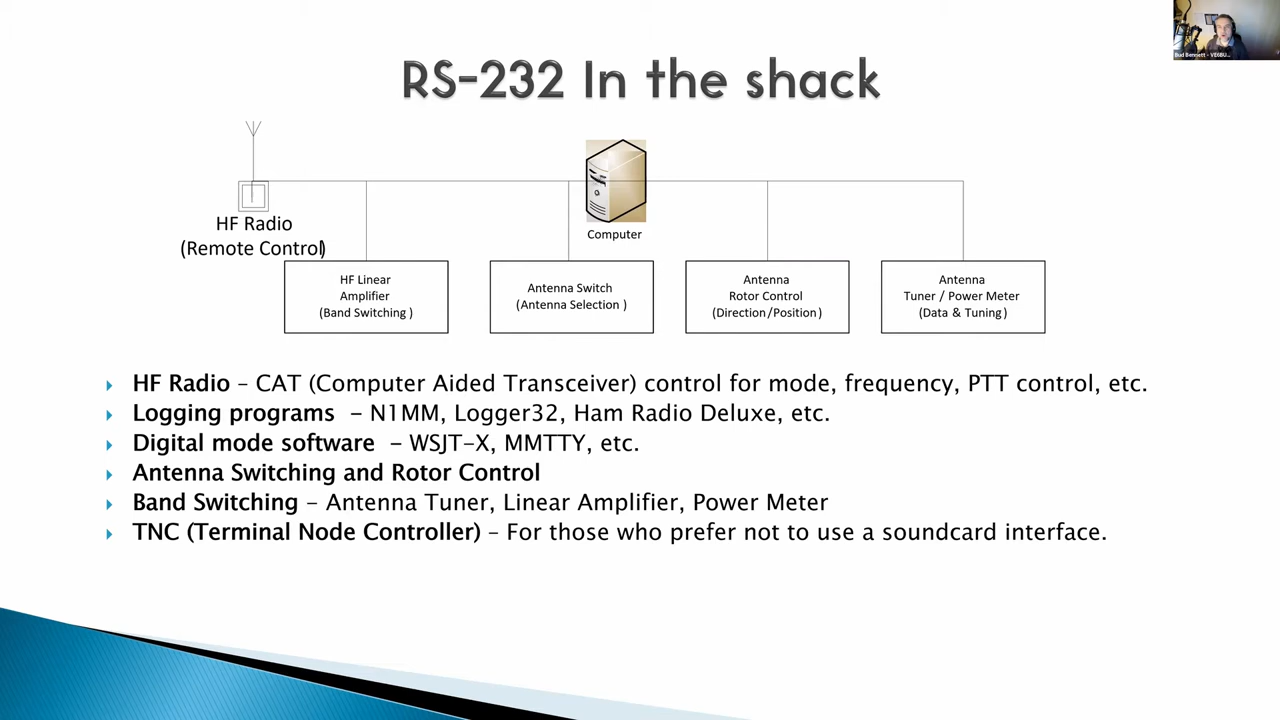 RS-232 In the shack
HF Radio
(Remote Control)
Computer
HF Linear
Amplifier
(Band Switching )
Antenna Switch
(Antenna Selection )
Antenna
Rotor Control
(Direction/Position)
Antenna
Tuner / Power Meter
(Data & Tuning)
HF Radio – CAT (Computer Aided Transceiver) control for mode, frequency, PTT control, etc.
Logging programs – N1MM, Logger32, Ham Radio Deluxe, etc.
Digital mode software – WSJT-X, MMTTY, etc.
Antenna Switching and Rotor Control
Band Switching – Antenna Tuner, Linear Amplifier, Power Meter
TNC (Terminal Node Controller) – For those who prefer not to use a soundcard interface.
Bud Bennett - VE6BU...